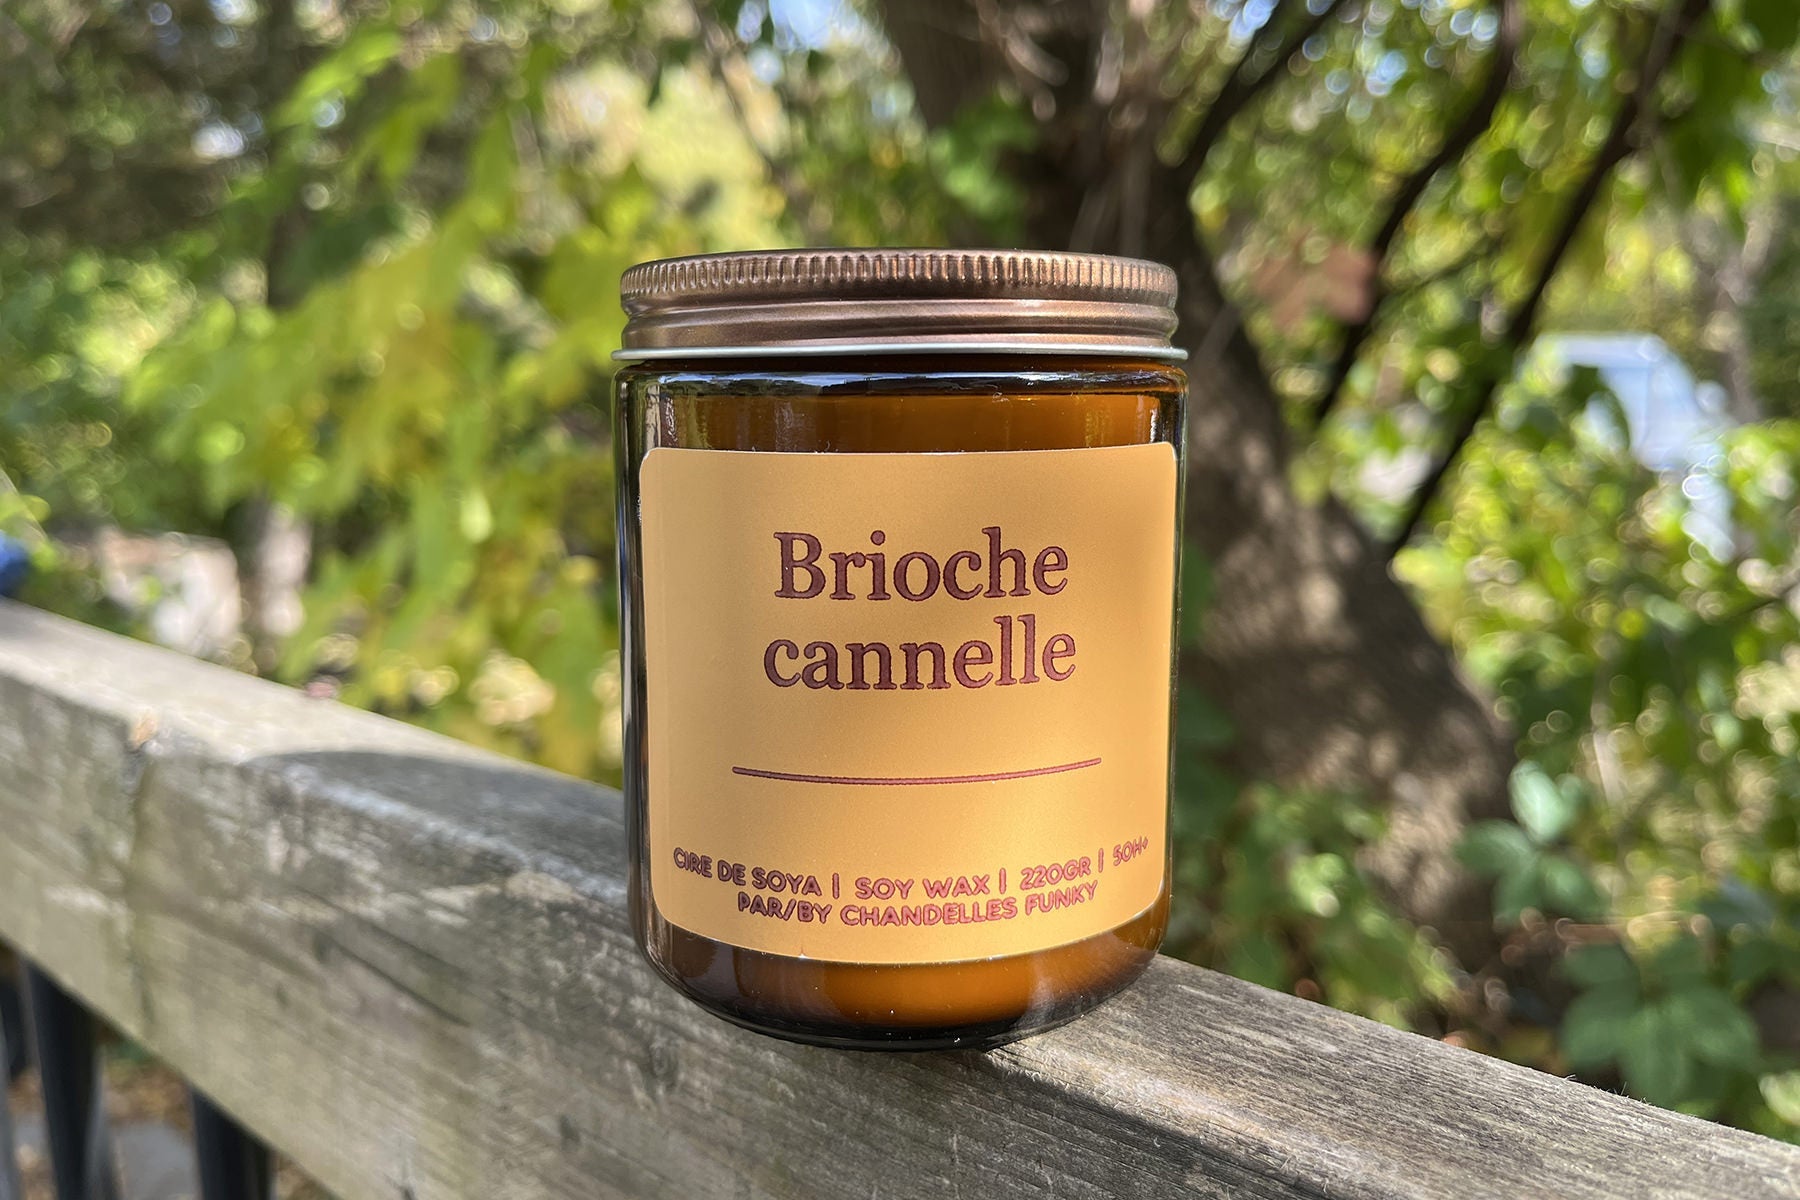 Brioche
cannelle
CIRE DE SOYA | SOY WAX | 220GR | 50H+
PAR/BY CHANDELLES FUNKY